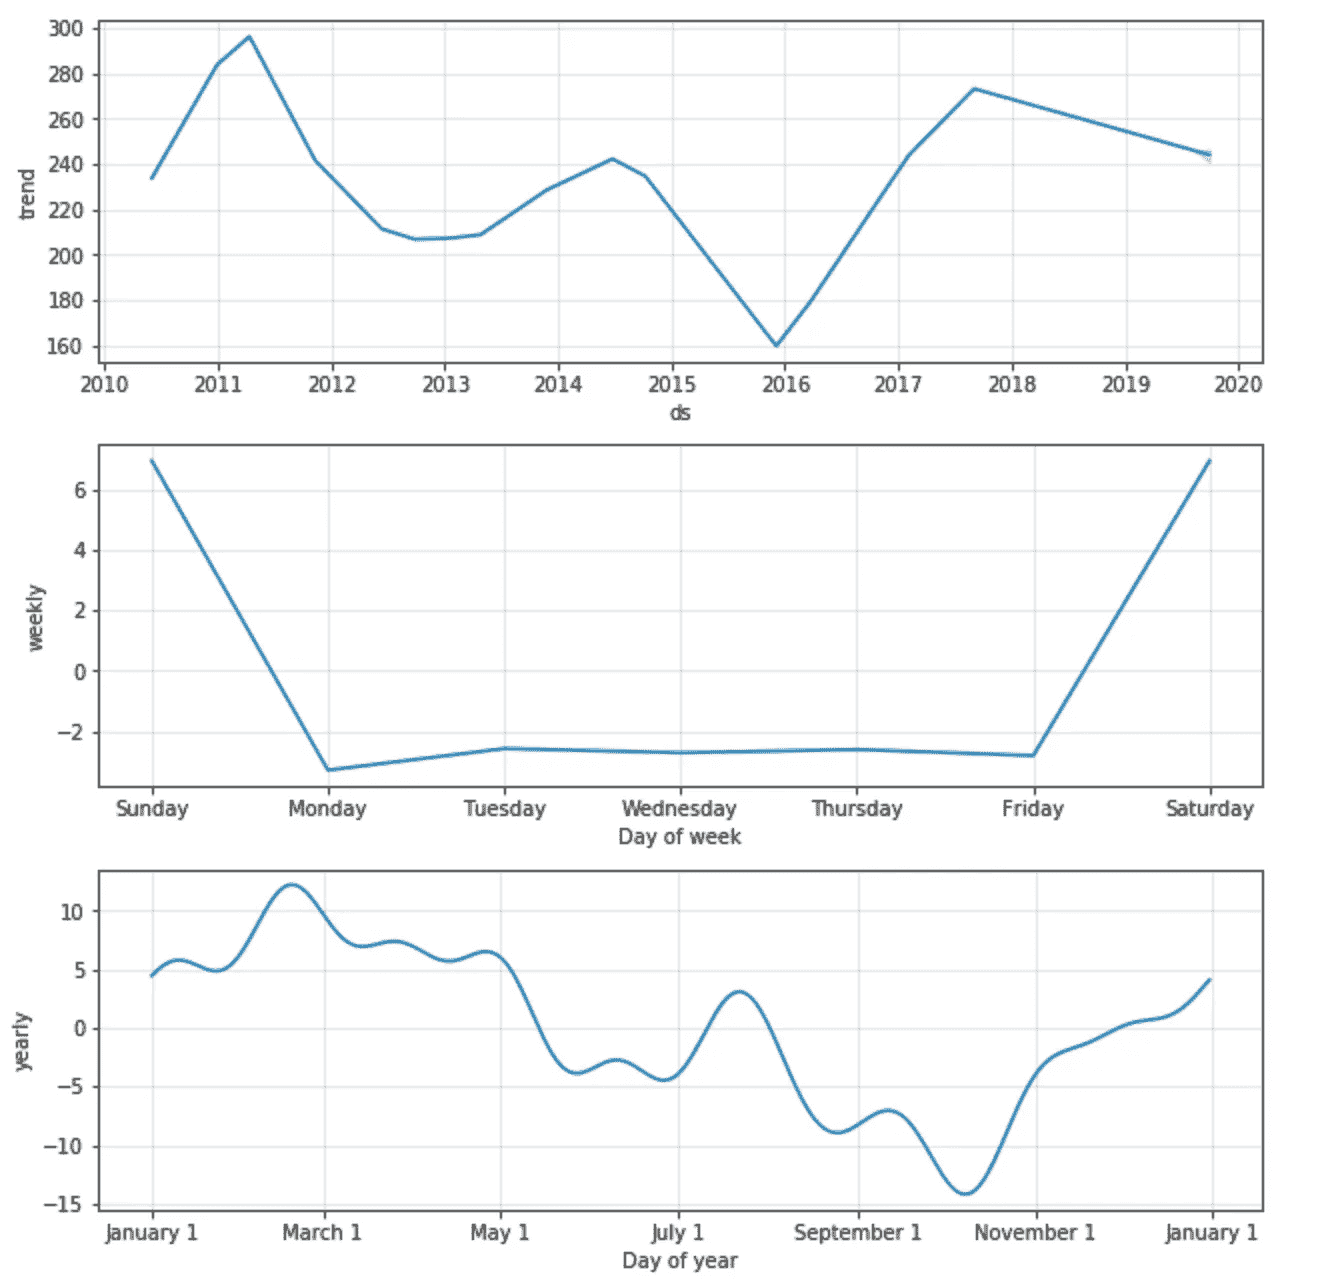 300
280
260
240
220
200
180
160
trend
2010 2011 2012 2013 2014 2015 2016 2017 2018 2019 2020
ds
6
4
2
0
−2
weekly
Sunday Monday Tuesday Wednesday Thursday Friday Saturday
Day of week
10
5
0
−5
−10
−15
yearly
January 1 March 1 May 1 July 1 September 1 November 1 January 1
Day of year